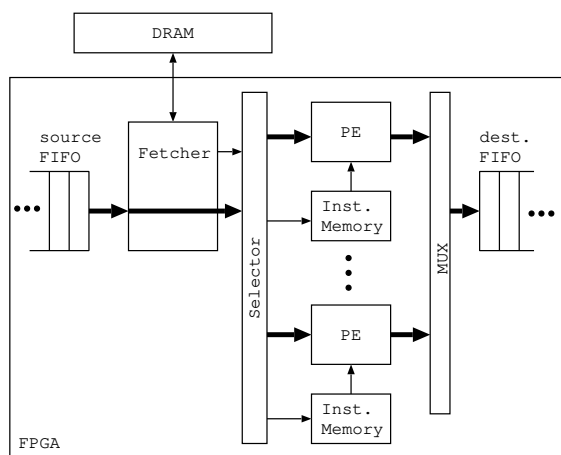 DRAM
source
FIFO
Fetcher
Selector
PE
Inst.
Memory
PE
Inst.
Memory
MUX
dest.
FIFO
FPGA